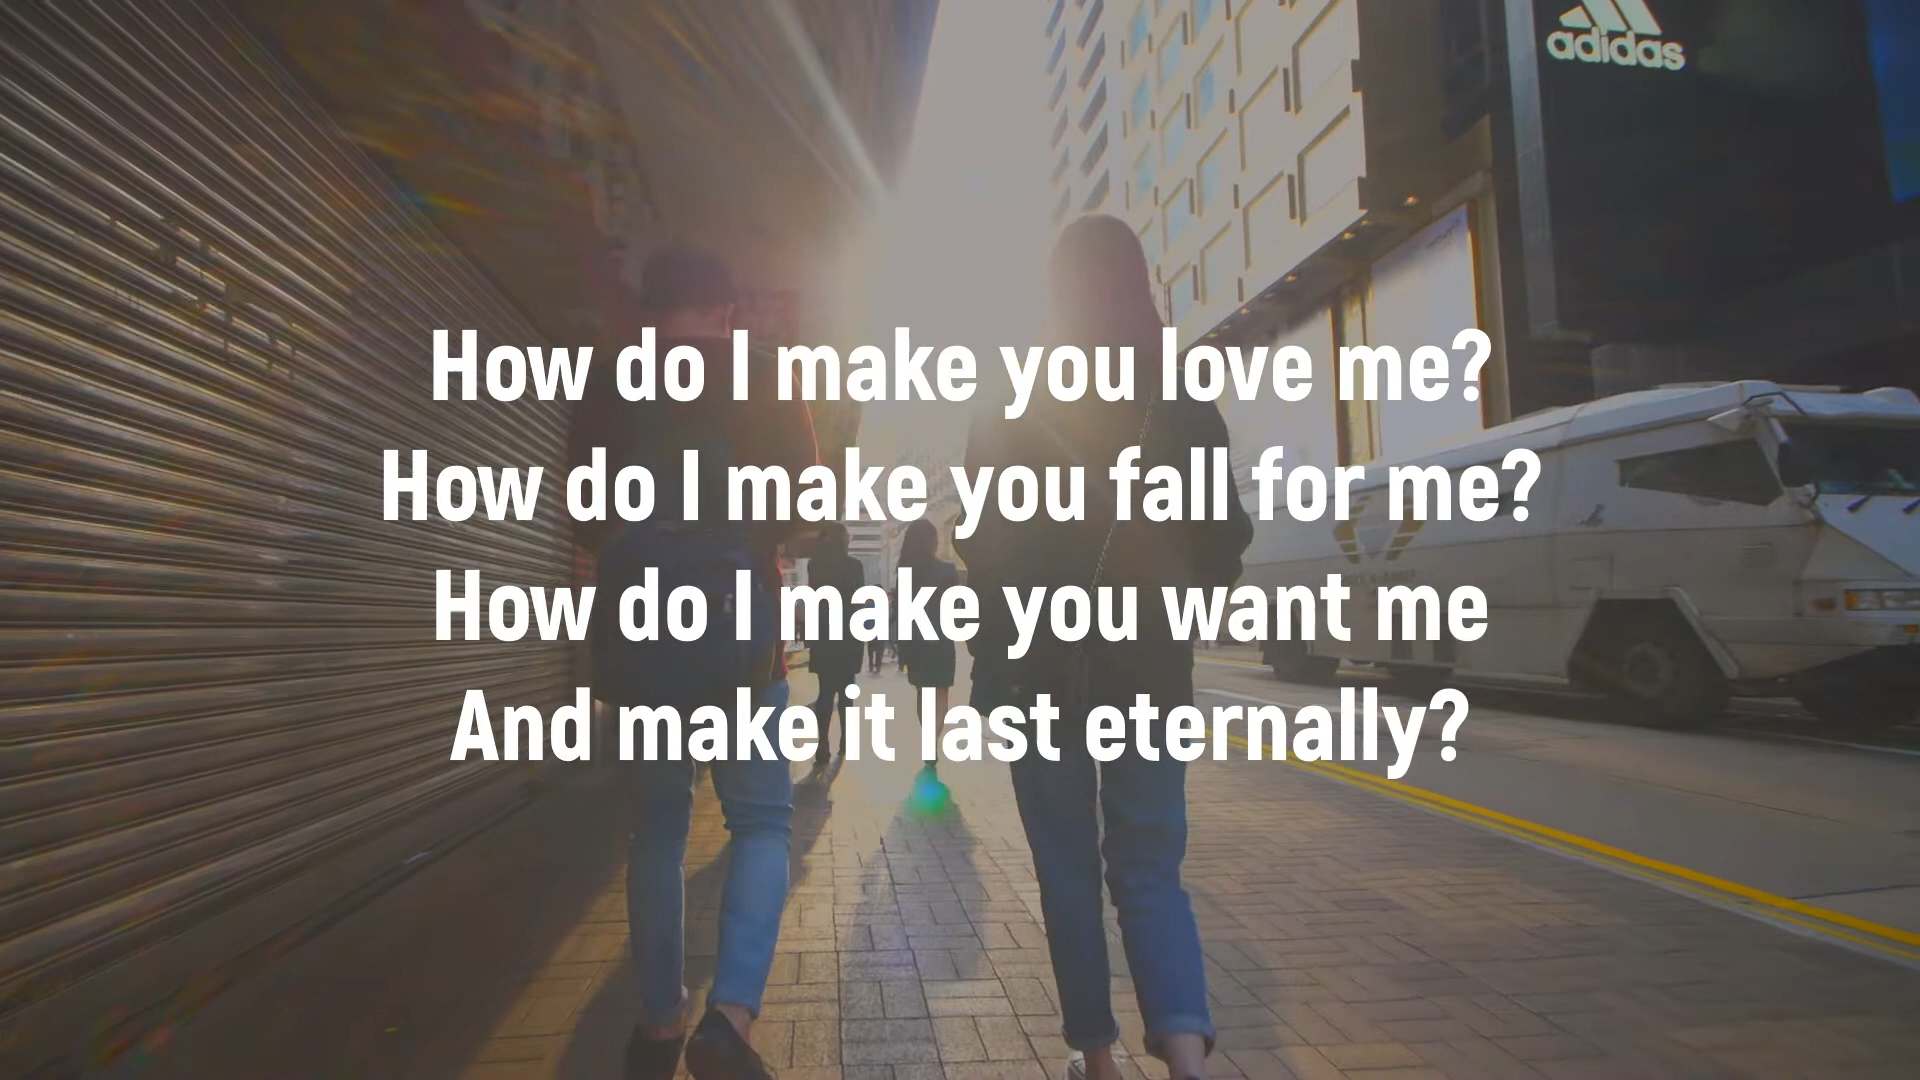 adidas
How do I make you love me?
How do I make you fall for me?
How do I make you want me
And make it last eternally?